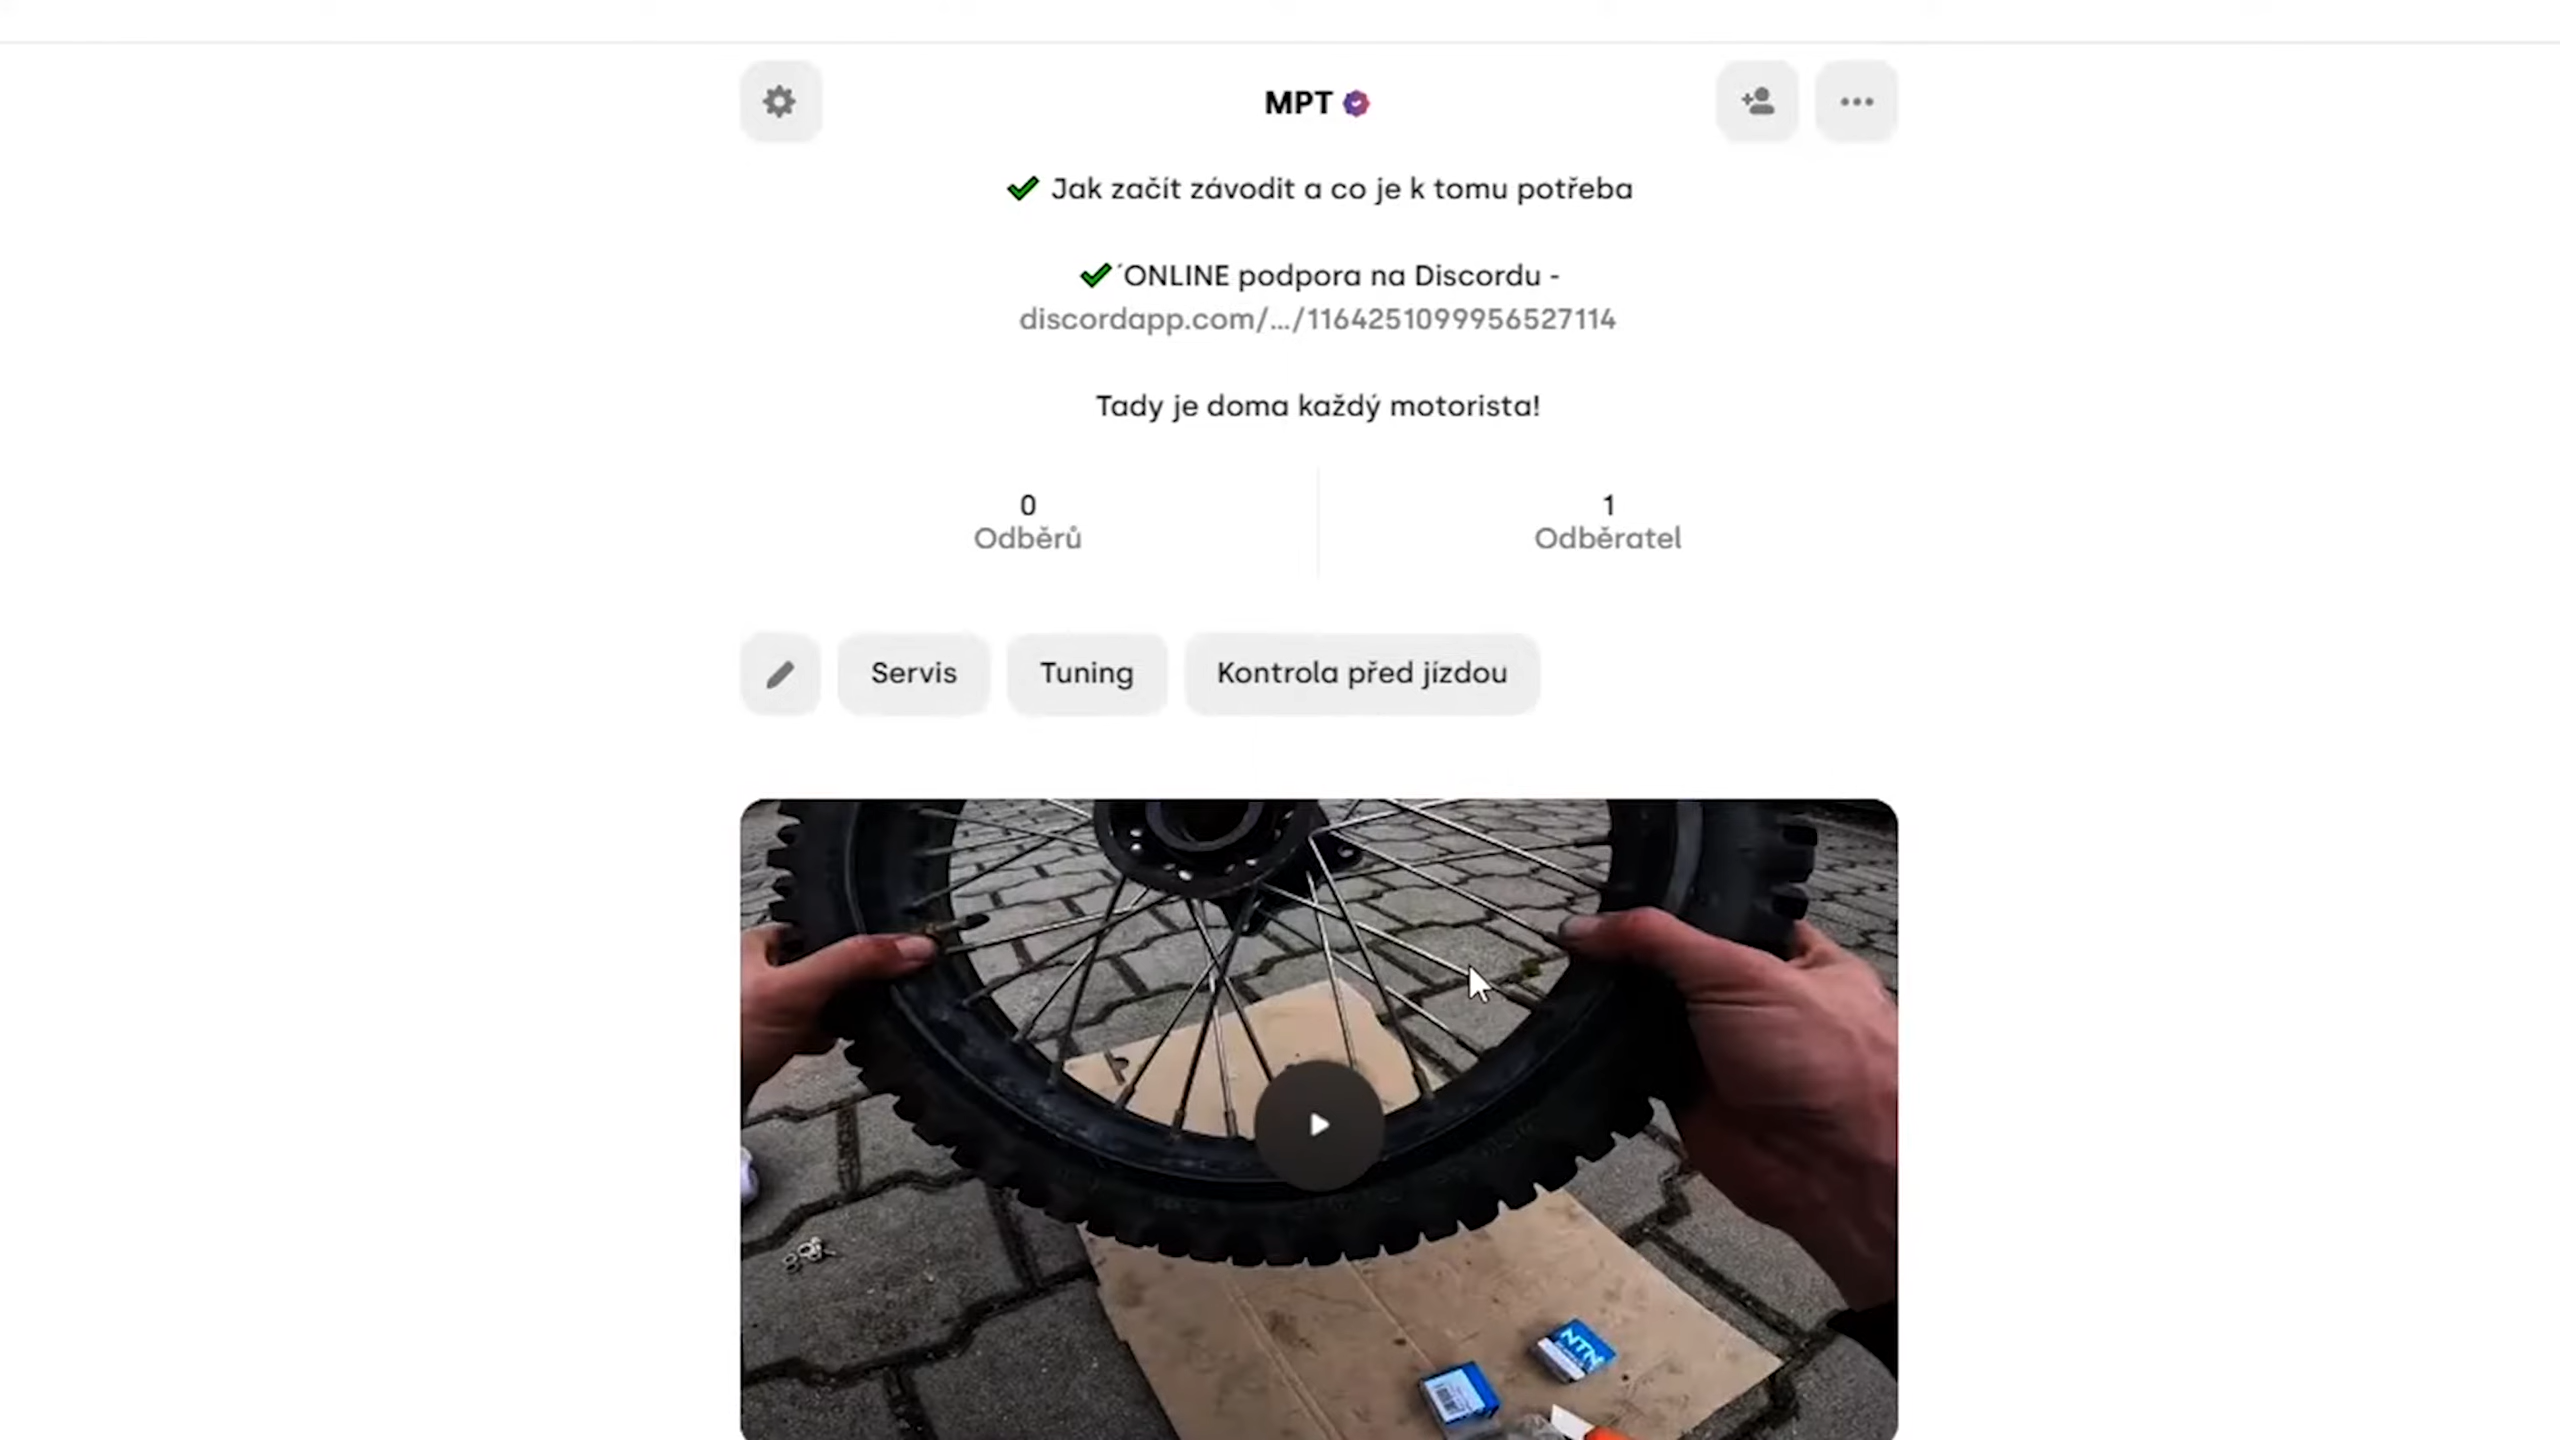 MPT
Jak začít závodit a co je k tomu potřeba
´ONLINE podpora na Discordu -
discordapp.com/.../1164251099956527114
Tady je doma každý motorista!
0
Odběrů
1
Odběratel
Servis
Tuning
Kontrola před jízdou
NTN